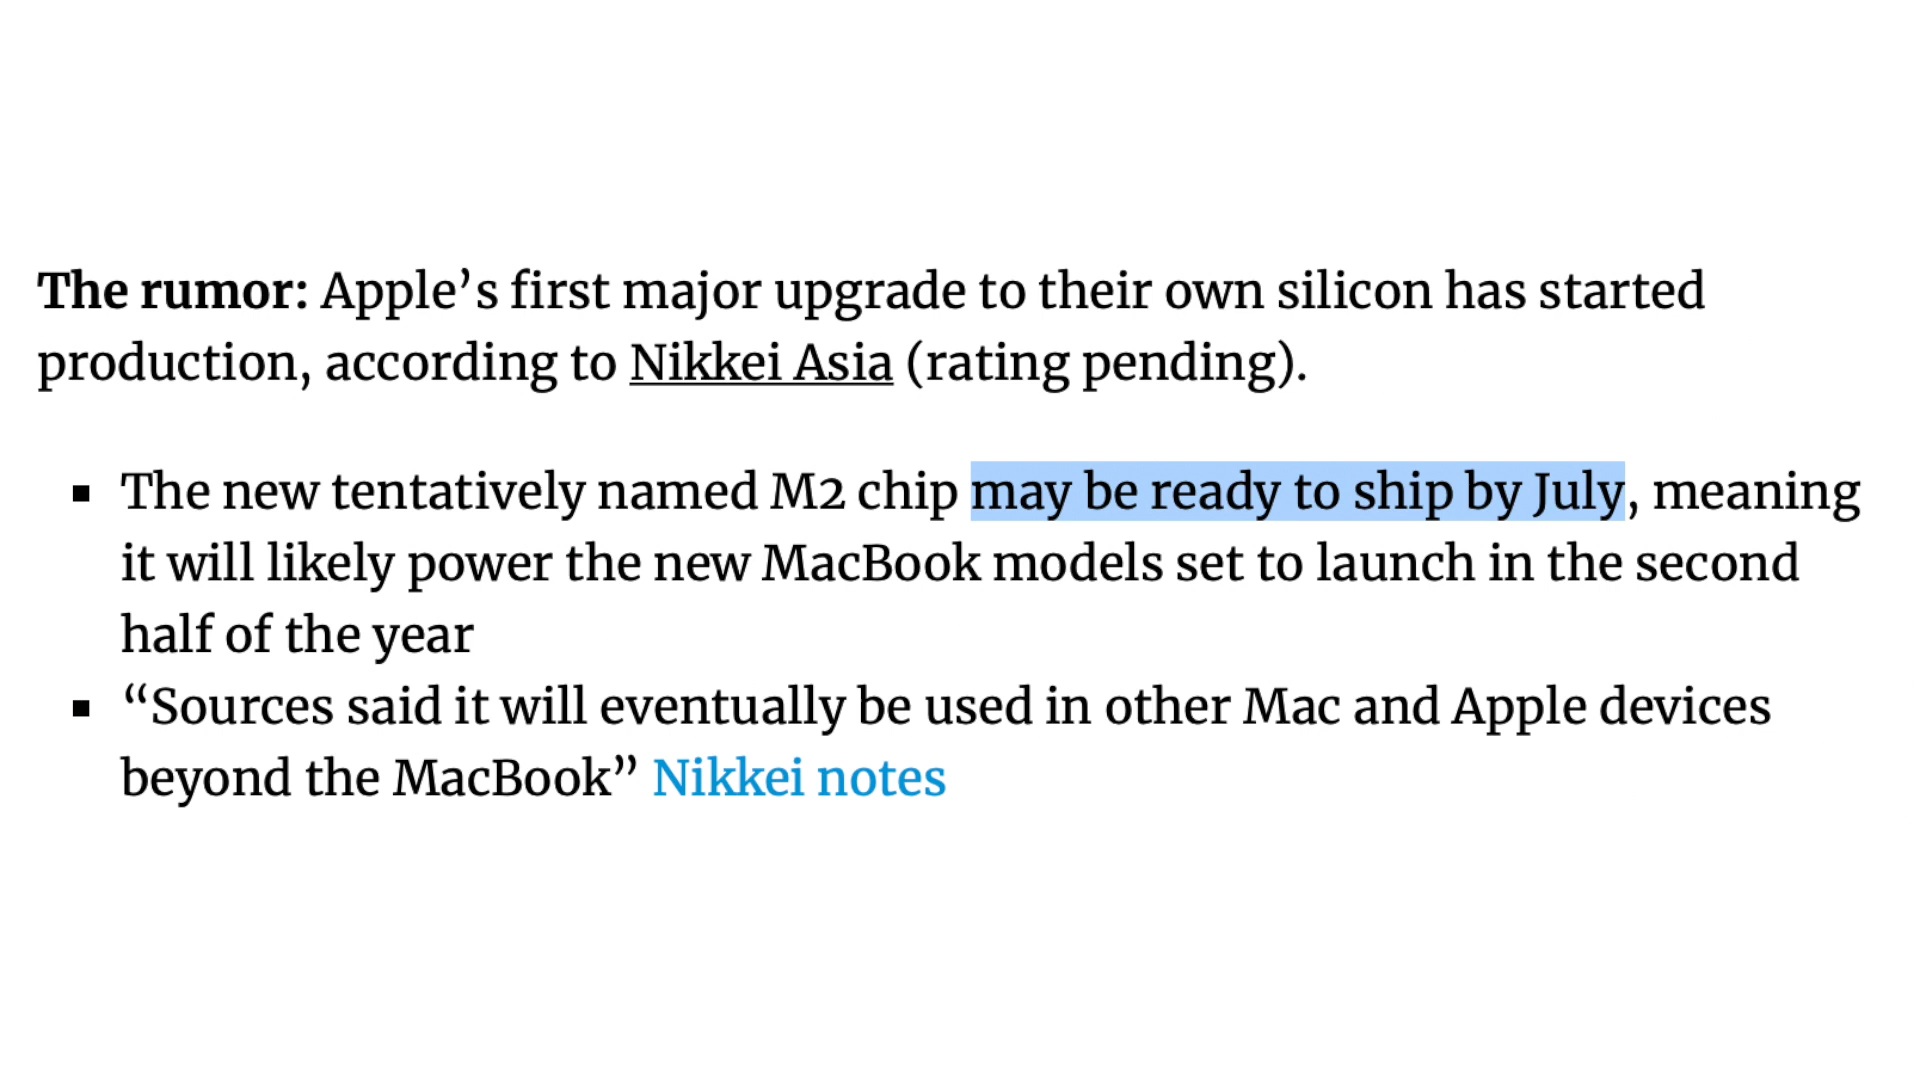 The rumor: Apple’s first major upgrade to their own silicon has started
production, according to Nikkei Asia (rating pending).
▪ The new tentatively named M2 chip may be ready to ship by July, meaning
it will likely power the new MacBook models set to launch in the second
half of the year
▪ “Sources said it will eventually be used in other Mac and Apple devices
beyond the MacBook” Nikkei notes